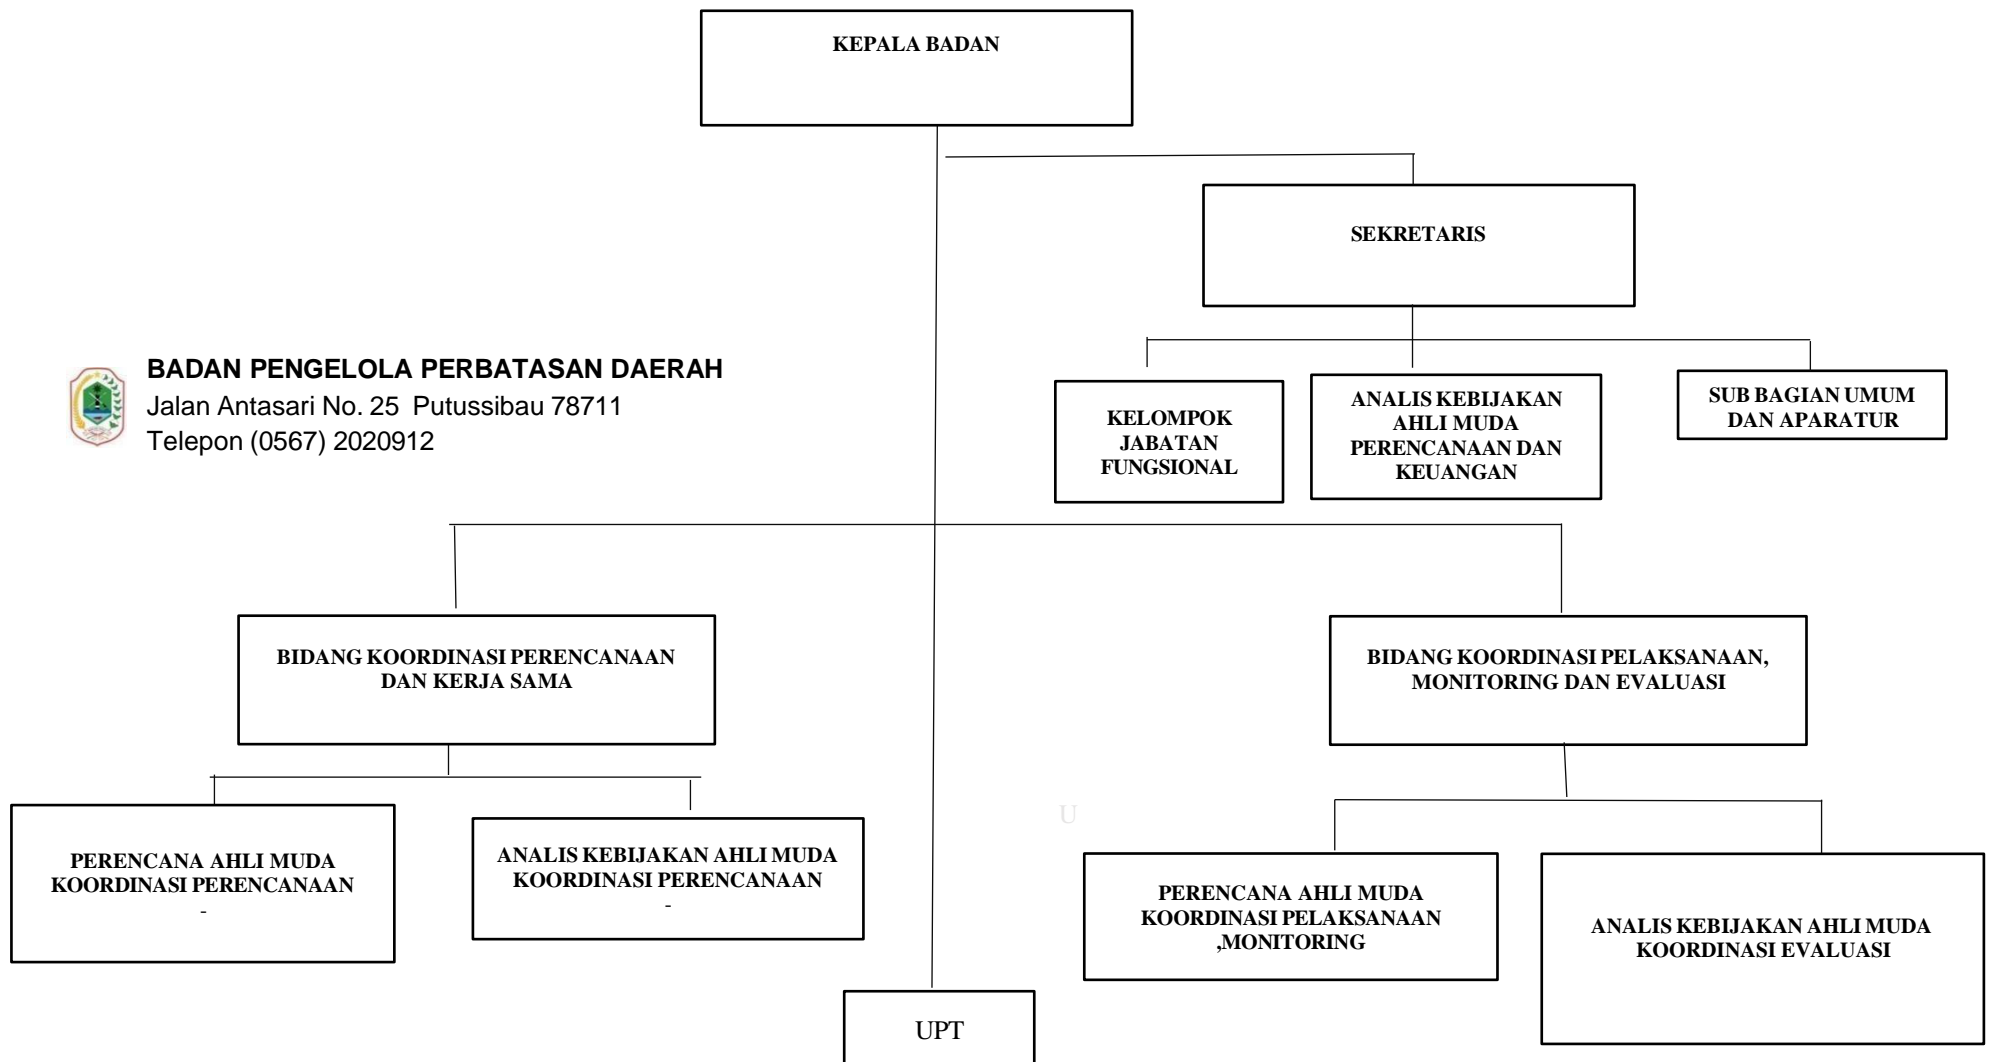 KEPALA BADAN
SEKRETARIS
BADAN PENGELOLA PERBATASAN DAERAH
Jalan Antasari No. 25 Putussibau 78711
Telepon (0567) 2020912
KELOMPOK
JABATAN
FUNGSIONAL
ANALIS KEBIJAKAN
AHLI MUDA
PERENCANAAN DAN
KEUANGAN
SUB BAGIAN UMUM
DAN APARATUR
BIDANG KOORDINASI PERENCANAAN
DAN KERJA SAMA
BIDANG KOORDINASI PELAKSANAAN,
MONITORING DAN EVALUASI
PERENCANA AHLI MUDA
KOORDINASI PERENCANAAN
-
ANALIS KEBIJAKAN AHLI MUDA
KOORDINASI PERENCANAAN
-
U
PERENCANA AHLI MUDA
KOORDINASI PELAKSANAAN
,MONITORING
ANALIS KEBIJAKAN AHLI MUDA
KOORDINASI EVALUASI
UPT